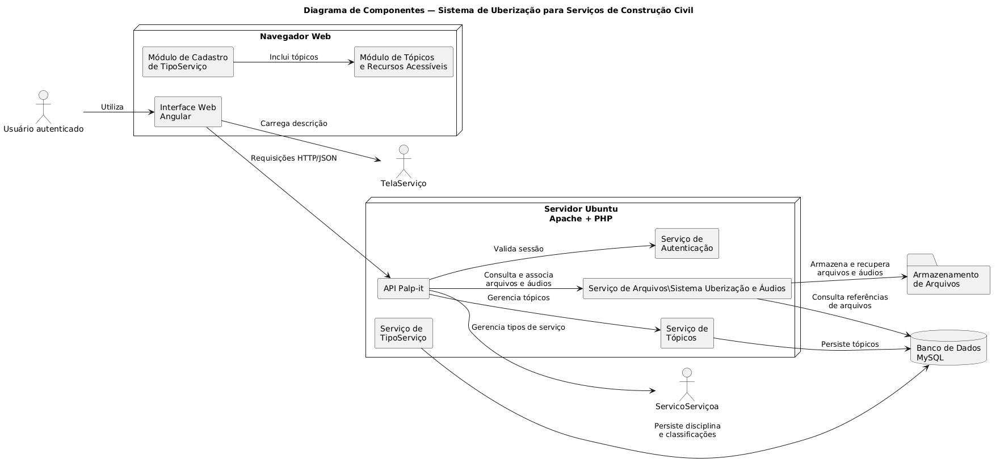 Diagrama de Componentes — Sistema de Uberização para Serviços de Construção Civil
Navegador Web
Módulo de Cadastro
de TipoServiço
Inclui tópicos
Módulo de Tópicos
e Recursos Acessíveis
Usuário autenticado
Utiliza
Interface Web
Angular
Carrega descrição
Requisições HTTP/JSON
TelaServiço
Servidor Ubuntu
Apache + PHP
Serviço de
Autenticação
Valida sessão
API Palp-it
Consulta e associa
arquivos e áudios
Serviço de Arquivos\Sistema Uberização e Áudios
Gerencia tópicos
Armazena e recupera
arquivos e áudios
Armazenamento
de Arquivos
Consulta referências
de arquivos
Serviço de
TipoServiço
Gerencia tipos de serviço
Serviço de
Tópicos
Persiste tópicos
Banco de Dados
MySQL
ServicoServiçoa
Persiste disciplina
e classificações